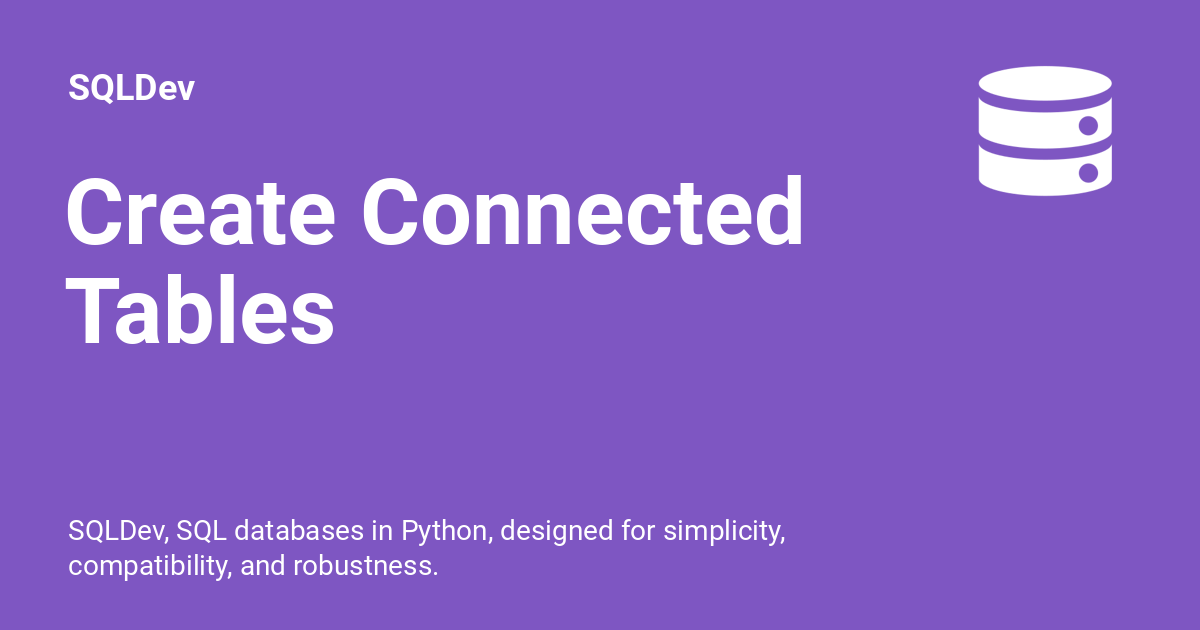 SQLDev
Create Connected
Tables
SQLDev, SQL databases in Python, designed for simplicity,
compatibility, and robustness.